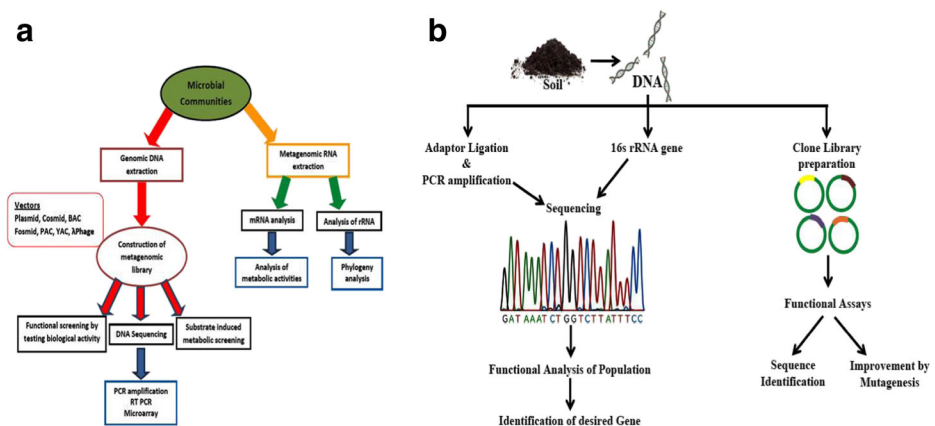 a
Microbial
Communities
Genomic DNA
extraction
Metagenomic RNA
extraction
Vectors
Plasmid, Cosmid, BAC
Fosmid, PAC, YAC, λPhage
mRNA analysis
Analysis of rRNA
Construction of
metagenomic
library
Analysis of
metabolic activities
Phylogeny
analysis
Functional screening by
testing biological activity
DNA Sequencing
Substrate induced
metabolic screening
PCR amplification
RT PCR
Microarray
b
Soil
DNA
Adaptor Ligation
&
PCR amplification
16s rRNA gene
Clone Library
preparation
Sequencing
GATAAATCTGGTCTTATTTCC
Functional Assays
Functional Analysis of Population
Sequence
Identification
Improvement by
Mutagenesis
Identification of desired Gene